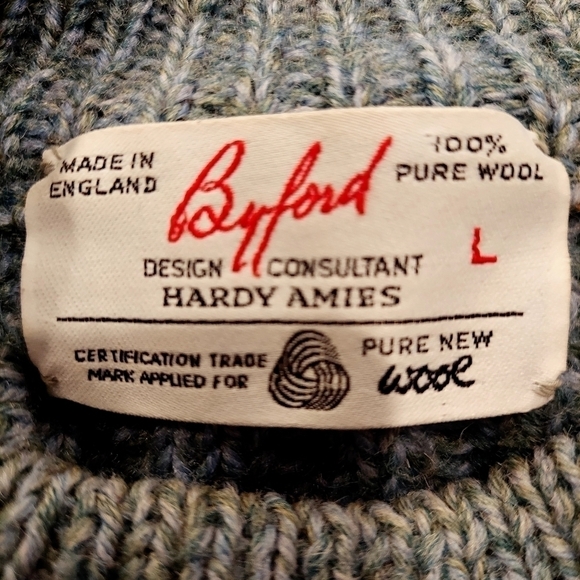 MADE IN
ENGLAND
Byford
100%
PURE WOOL
L
DESIGN CONSULTANT
HARDY AMIES
CERTIFICATION TRADE
MARK APPLIED FOR
PURE NEW
WOOL